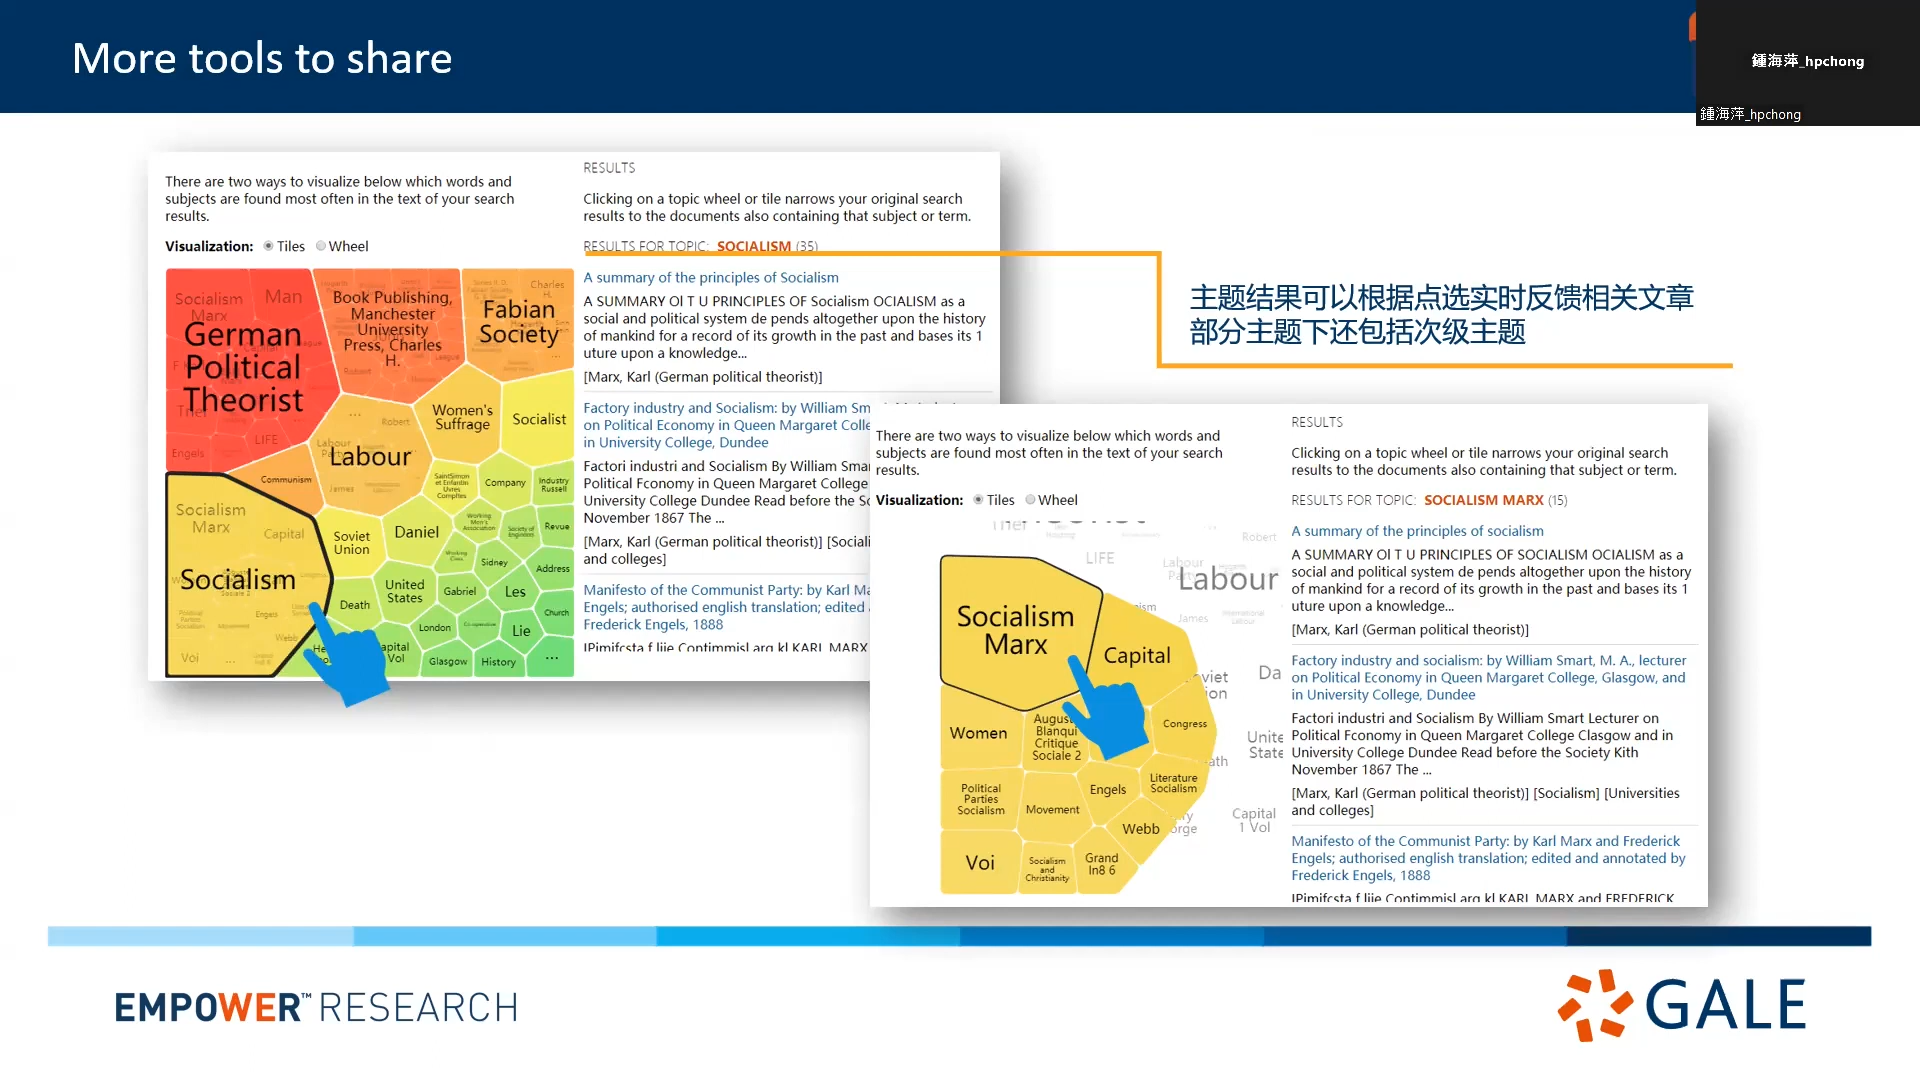 More tools to share
鍾海萍_hpchong
鍾海萍_hpchong
There are two ways to visualize below which words and
subjects are found most often in the text of your search
results.
Visualization: Tiles Wheel
Socialism
Marx
Man
German
Political
Theorist
Thier
LIFE
Engels
Book Publishing,
Manchester
University
Press, Charles
H.
Fabian
Society
Charles
H.
...
Women's
Suffrage
Socialist
...
Robert
Labour
James
Communism
SaintSimon
et Enfantin
Uvres
Compltes
Company
Industry
Russell
Socialism
Marx
Capital
Socialism
Engels
Movement
Webb
Voi
...
Soviet
Union
Daniel
Working
Men's
Association
Society of
Engineers
Revue
Working
Class
Sidney
Address
Death
United
States
Gabriel
Les
Church
London
Co-operative
Lie
apital
Vol
Glasgow
History
...
RESULTS
Clicking on a topic wheel or tile narrows your original search
results to the documents also containing that subject or term.
RESULTS FOR TOPIC: SOCIALISM (35)
A summary of the principles of Socialism
A SUMMARY OI T U PRINCIPLES OF Socialism OCIALISM as a
social and political system de pends altogether upon the history
of mankind for a record of its growth in the past and bases its 1
uture upon a knowledge...
[Marx, Karl (German political theorist)]
Factory industry and Socialism: by William Sm
on Political Economy in Queen Margaret Colle
in University College, Dundee
Factori industri and Socialism By William Smar
Political Fconomy in Queen Margaret College
University College Dundee Read before the So
November 1867 The ...
[Marx, Karl (German political theorist)] [Sociali
and colleges]
Manifesto of the Communist Party: by Karl Ma
Engels; authorised english translation; edited
Frederick Engels, 1888
IPimifcsta f liie Contimmisl arg kl KARL MARX
主题结果可以根据点选实时反馈相关文章
部分主题下还包括次级主题
There are two ways to visualize below which words and
subjects are found most often in the text of your search
results.
Visualization: Tiles Wheel
LIFE
Robert
Labour
James
International
Labour
Socialism
Marx
Capital
Women
August
Blanqui
Critique
Sociale 2
Congress
Political
Parties
Socialism
Movement
Engels
Literature
Socialism
Webb
Voi
Socialism
and
Christianity
Grand
In8 6
oviet
ion
Da
Unite
State
ath
Capital
1 Vol
orge
RESULTS
Clicking on a topic wheel or tile narrows your original search
results to the documents also containing that subject or term.
RESULTS FOR TOPIC: SOCIALISM MARX (15)
A summary of the principles of socialism
A SUMMARY OI T U PRINCIPLES OF SOCIALISM OCIALISM as a
social and political system de pends altogether upon the history
of mankind for a record of its growth in the past and bases its 1
uture upon a knowledge...
[Marx, Karl (German political theorist)]
Factory industry and socialism: by William Smart, M. A., lecturer
on Political Economy in Queen Margaret College, Glasgow, and
in University College, Dundee
Factori industri and Socialism By William Smart Lecturer on
Political Fconomy in Queen Margaret College Clasgow and in
University College Dundee Read before the Society Kith
November 1867 The ...
[Marx, Karl (German political theorist)] [Socialism] [Universities
and colleges]
Manifesto of the Communist Party: by Karl Marx and Frederick
Engels; authorised english translation; edited and annotated by
Frederick Engels, 1888
IPimifcsta f liie Contimmisl arg kl KARL MARX and FREDERICK
EMPOWER™ RESEARCH
GALE